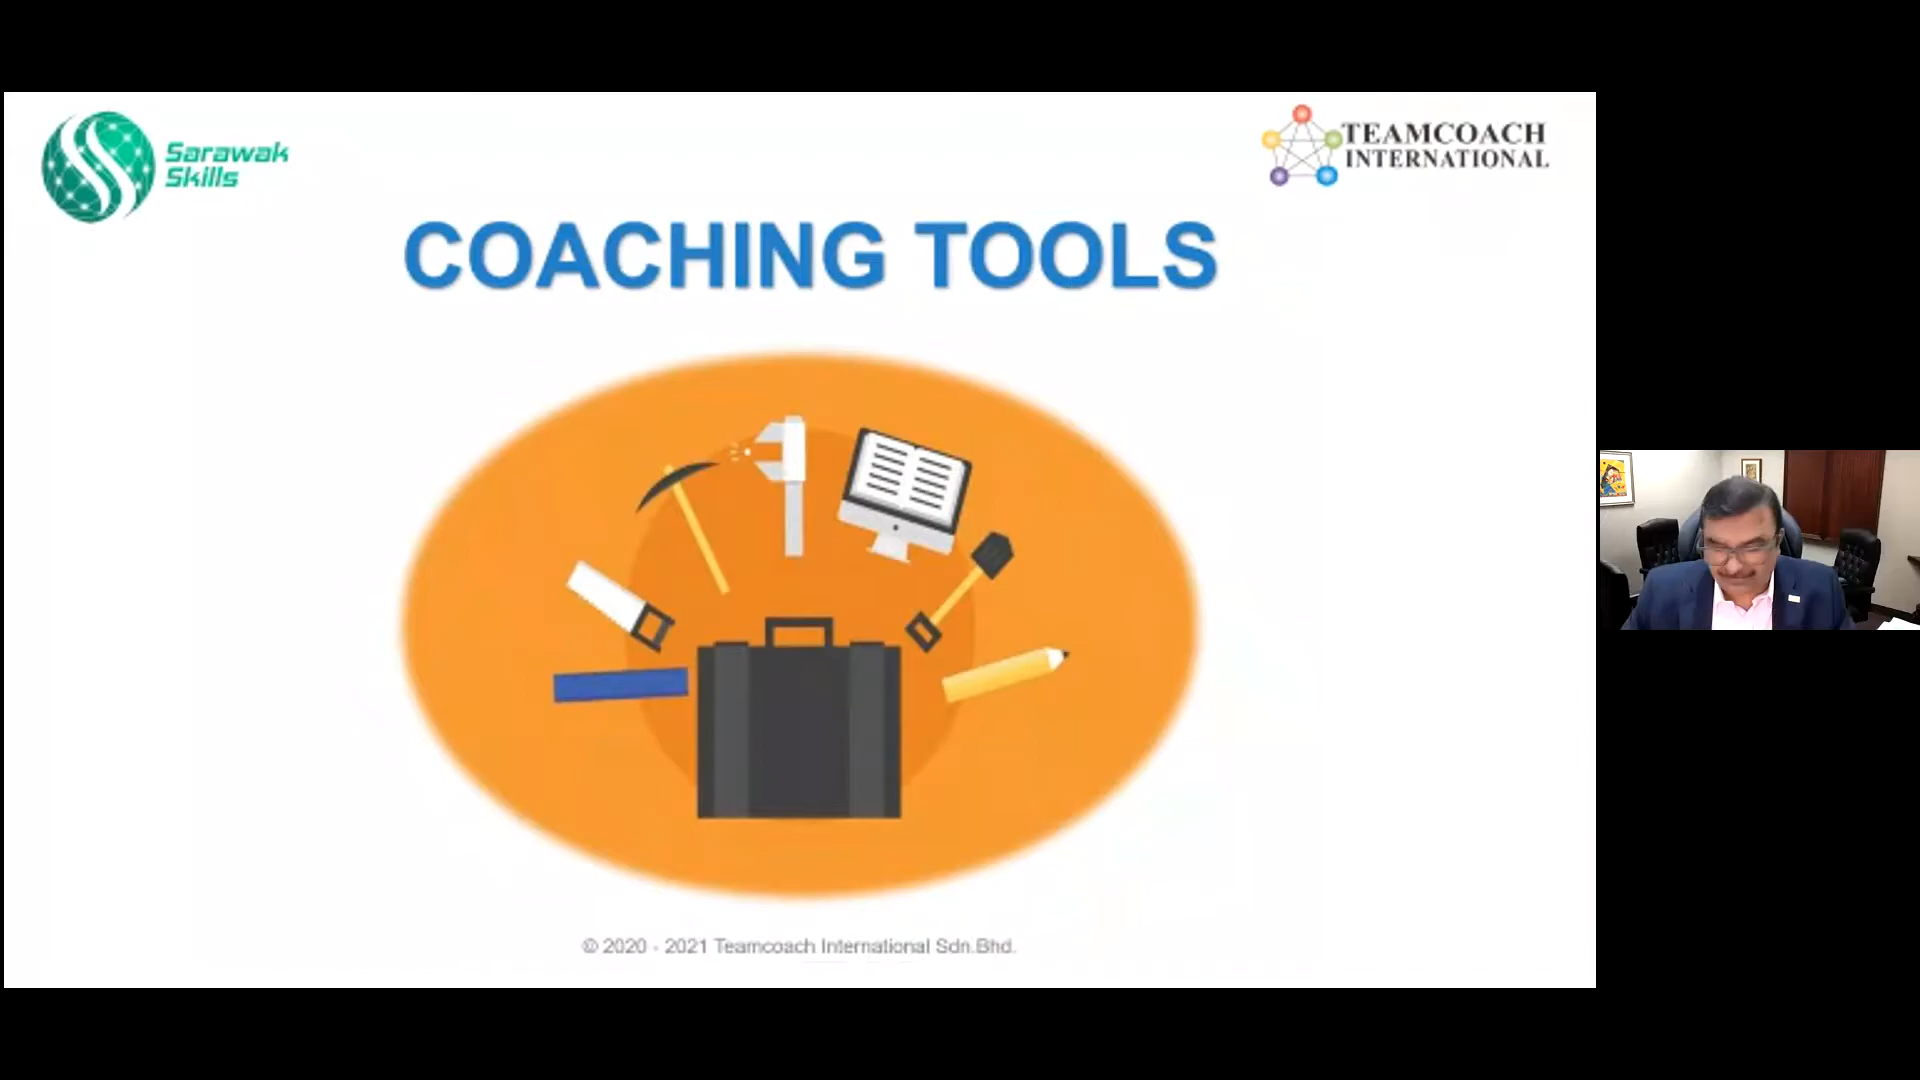 Sarawak
Skills
TEAMCOACH
INTERNATIONAL
COACHING TOOLS
© 2020 - 2021 Teamcoach International Sdn.Bhd.